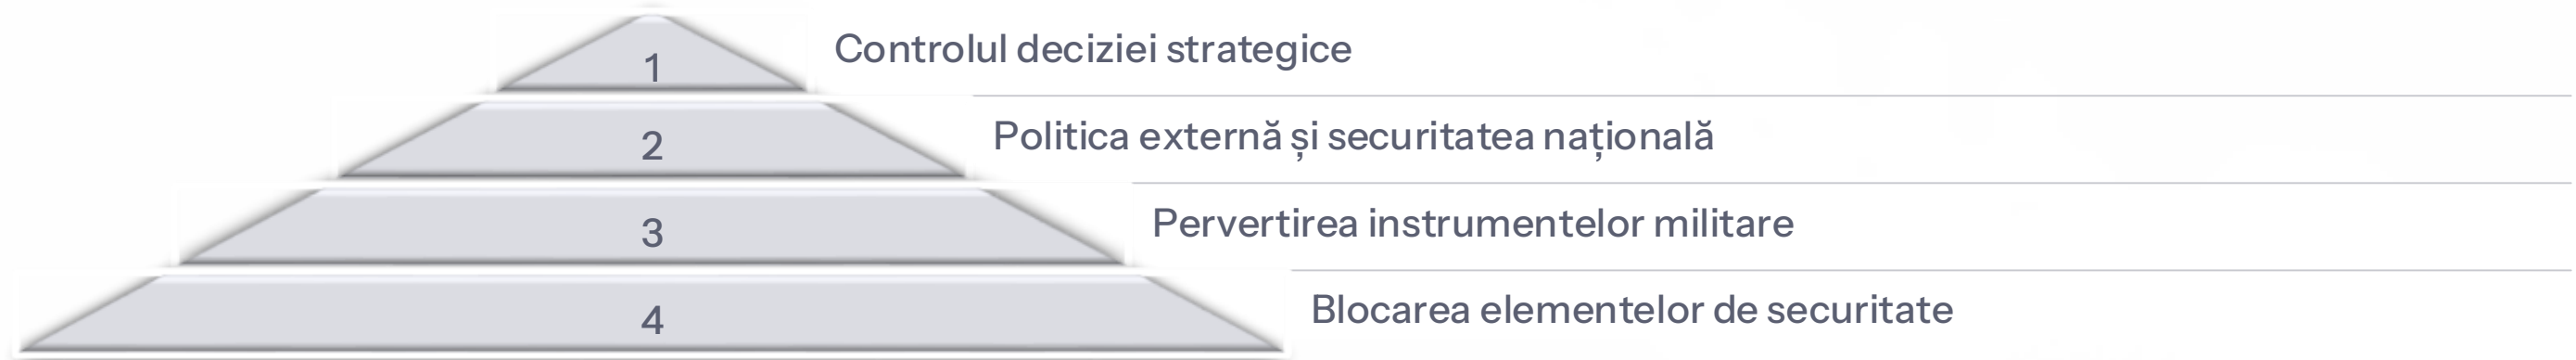 1
Controlul deciziei strategice
2
Politica externă și securitatea națională
3
Pervertirea instrumentelor militare
4
Blocarea elementelor de securitate